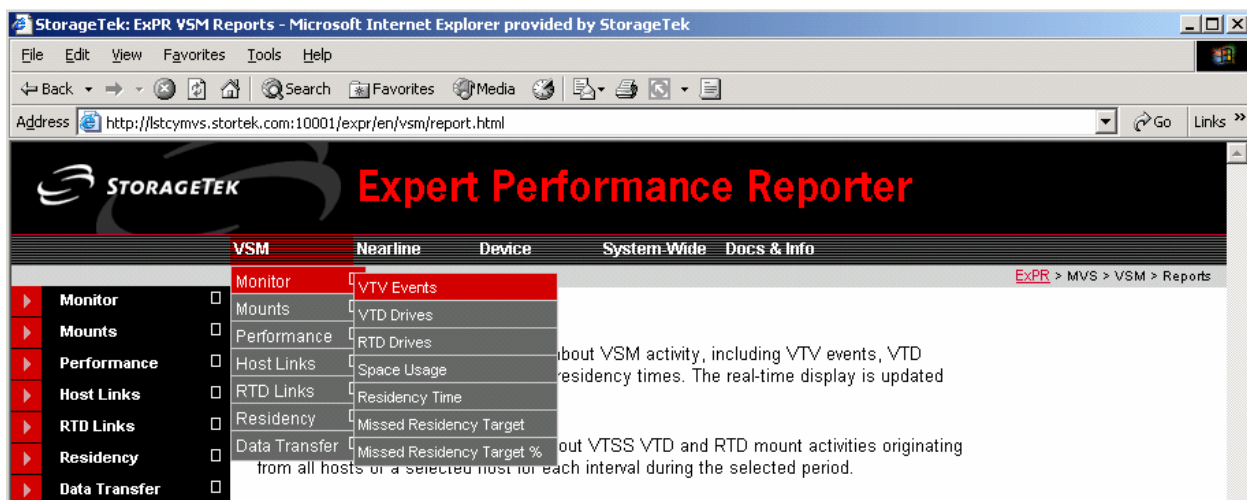 StorageTek: ExPR VSM Reports - Microsoft Internet Explorer provided by StorageTek
File Edit View Favorites Tools Help
Back Search Favorites Media
Address http://lstcymvs.stortek.com:10001/expr/en/vsm/report.html Go Links »
STORAGETEK Expert Performance Reporter
VSM Nearline Device System-Wide Docs & Info
ExPR > MVS > VSM > Reports
Monitor
Mounts
Performance
Host Links
RTD Links
Residency
Data Transfer
Monitor
Mounts
Performance
Host Links
RTD Links
Residency
Data Transfer
VTV Events
VTD Drives
RTD Drives
Space Usage
Residency Time
Missed Residency Target
Missed Residency Target %
about VSM activity, including VTV events, VTD
residency times. The real-time display is updated
out VTSS VTD and RTD mount activities originating
from all hosts or a selected host for each interval during the selected period.